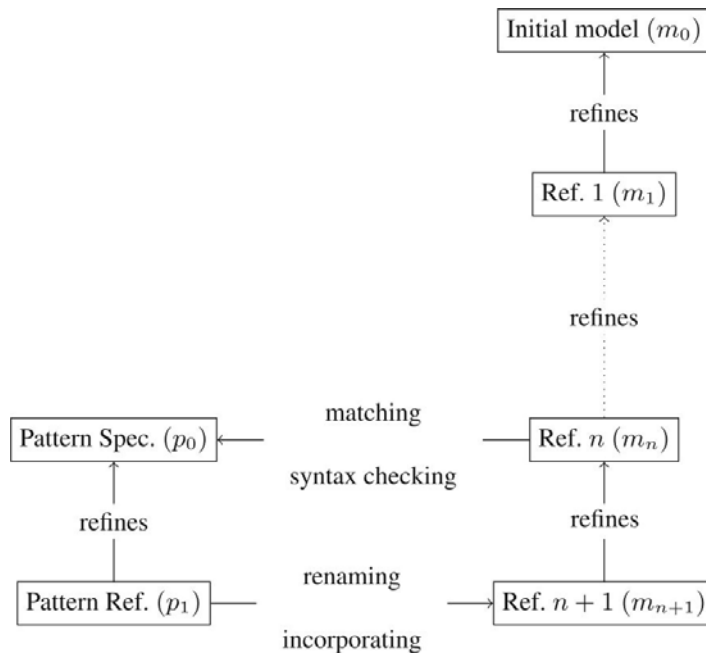 Initial model (m₀)
refines
Ref. 1 (m₁)
refines
matching
Pattern Spec. (p₀)
Ref. n (mₙ)
syntax checking
refines
refines
renaming
Pattern Ref. (p₁)
Ref. n + 1 (mₙ₊₁)
incorporating